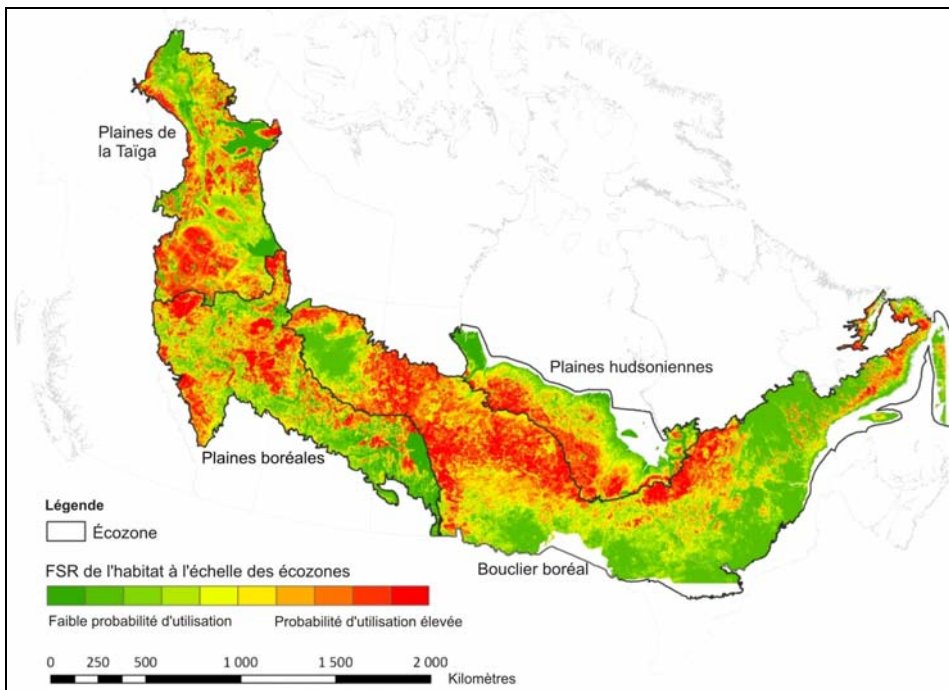 Plaines de
la Taïga
Plaines hudsoniennes
Plaines boréales
Bouclier boréal
Légende
Écozone
FSR de l'habitat à l'échelle des écozones
Faible probabilité d'utilisation Probabilité d'utilisation élevée
0 250 500 1 000 1 500 2 000
Kilomètres